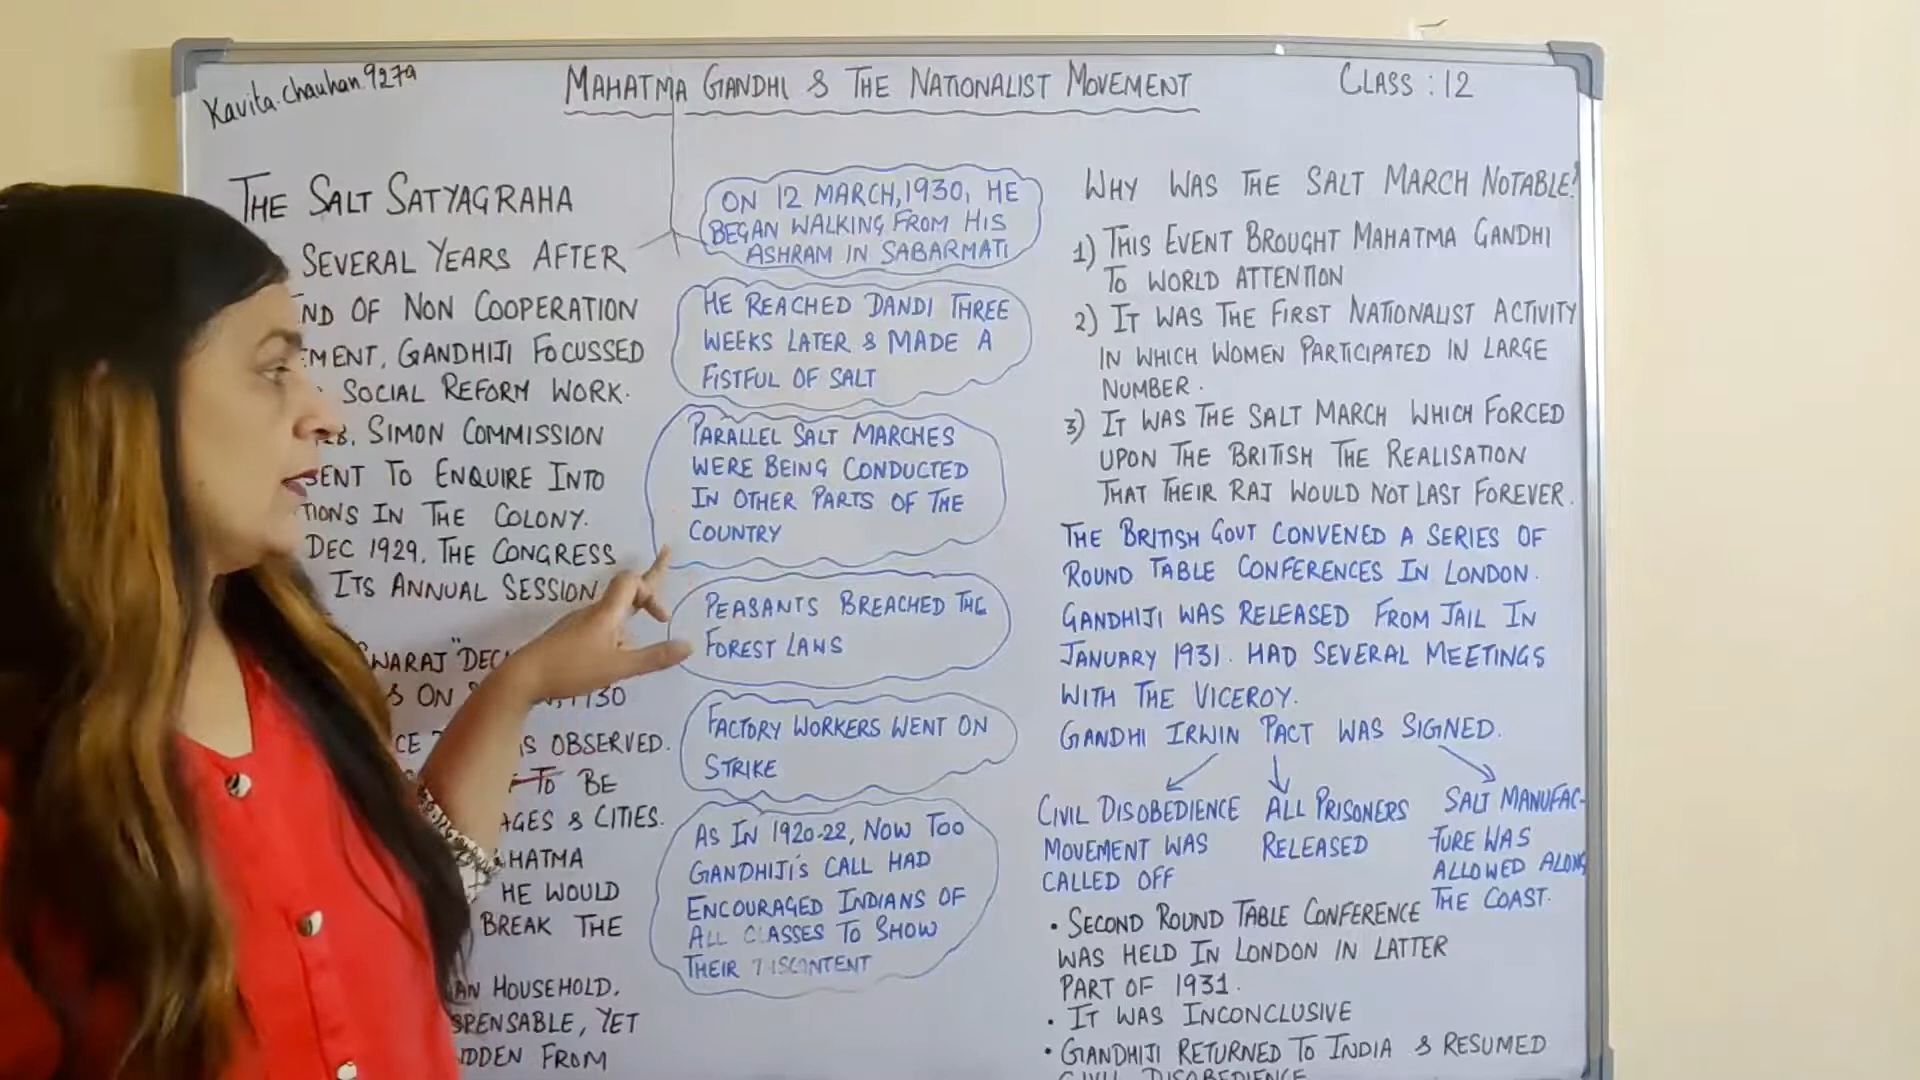 Kavita.chauhan.9279
MAHATMA GANDHI & THE NATIONALIST MOVEMENT
CLASS : 12
THE SALT SATYAGRAHA
SEVERAL YEARS AFTER
ND OF NON COOPERATION
MENT, GANDHIJI FOCUSSED
SOCIAL REFORM WORK.
28, SIMON COMMISSION
SENT TO ENQUIRE INTO
TIONS IN THE COLONY.
DEC 1929, THE CONGRESS
ITS ANNUAL SESSION
WARAJ" DEC
ON
CE
S OBSERVED.
TO BE
AGES & CITIES.
HATMA
HE WOULD
BREAK THE
AN HOUSEHOLD,
SPENSABLE, YET
IDDEN FROM
ON 12 MARCH, 1930, HE
BEGAN WALKING FROM HIS
ASHRAM IN SABARMATI
HE REACHED DANDI THREE
WEEKS LATER & MADE A
FISTFUL OF SALT
PARALLEL SALT MARCHES
WERE BEING CONDUCTED
IN OTHER PARTS OF THE
COUNTRY
PEASANTS BREACHED THE
FOREST LAWS
FACTORY WORKERS WENT ON
STRIKE
AS IN 1920-22, NOW TOO
GANDHIJI'S CALL HAD
ENCOURAGED INDIANS OF
ALL CLASSES TO SHOW
THEIR DISCONTENT
WHY WAS THE SALT MARCH NOTABLE?
1) THIS EVENT BROUGHT MAHATMA GANDHI
TO WORLD ATTENTION
2) IT WAS THE FIRST NATIONALIST ACTIVITY
IN WHICH WOMEN PARTICIPATED IN LARGE
NUMBER.
3) IT WAS THE SALT MARCH WHICH FORCED
UPON THE BRITISH THE REALISATION
THAT THEIR RAJ WOULD NOT LAST FOREVER.
THE BRITISH GOVT CONVENED A SERIES OF
ROUND TABLE CONFERENCES IN LONDON.
GANDHIJI WAS RELEASED FROM JAIL IN
JANUARY 1931. HAD SEVERAL MEETINGS
WITH THE VICEROY.
GANDHI IRWIN PACT WAS SIGNED.
CIVIL DISOBEDIENCE
MOVEMENT WAS
CALLED OFF
ALL PRISONERS
RELEASED
SALT MANUFAC-
TURE WAS
ALLOWED ALONG
THE COAST.
• SECOND ROUND TABLE CONFERENCE
WAS HELD IN LONDON IN LATTER
PART OF 1931.
• IT WAS INCONCLUSIVE
• GANDHIJI RETURNED TO INDIA & RESUMED
CIVIL DISOBEDIENCE